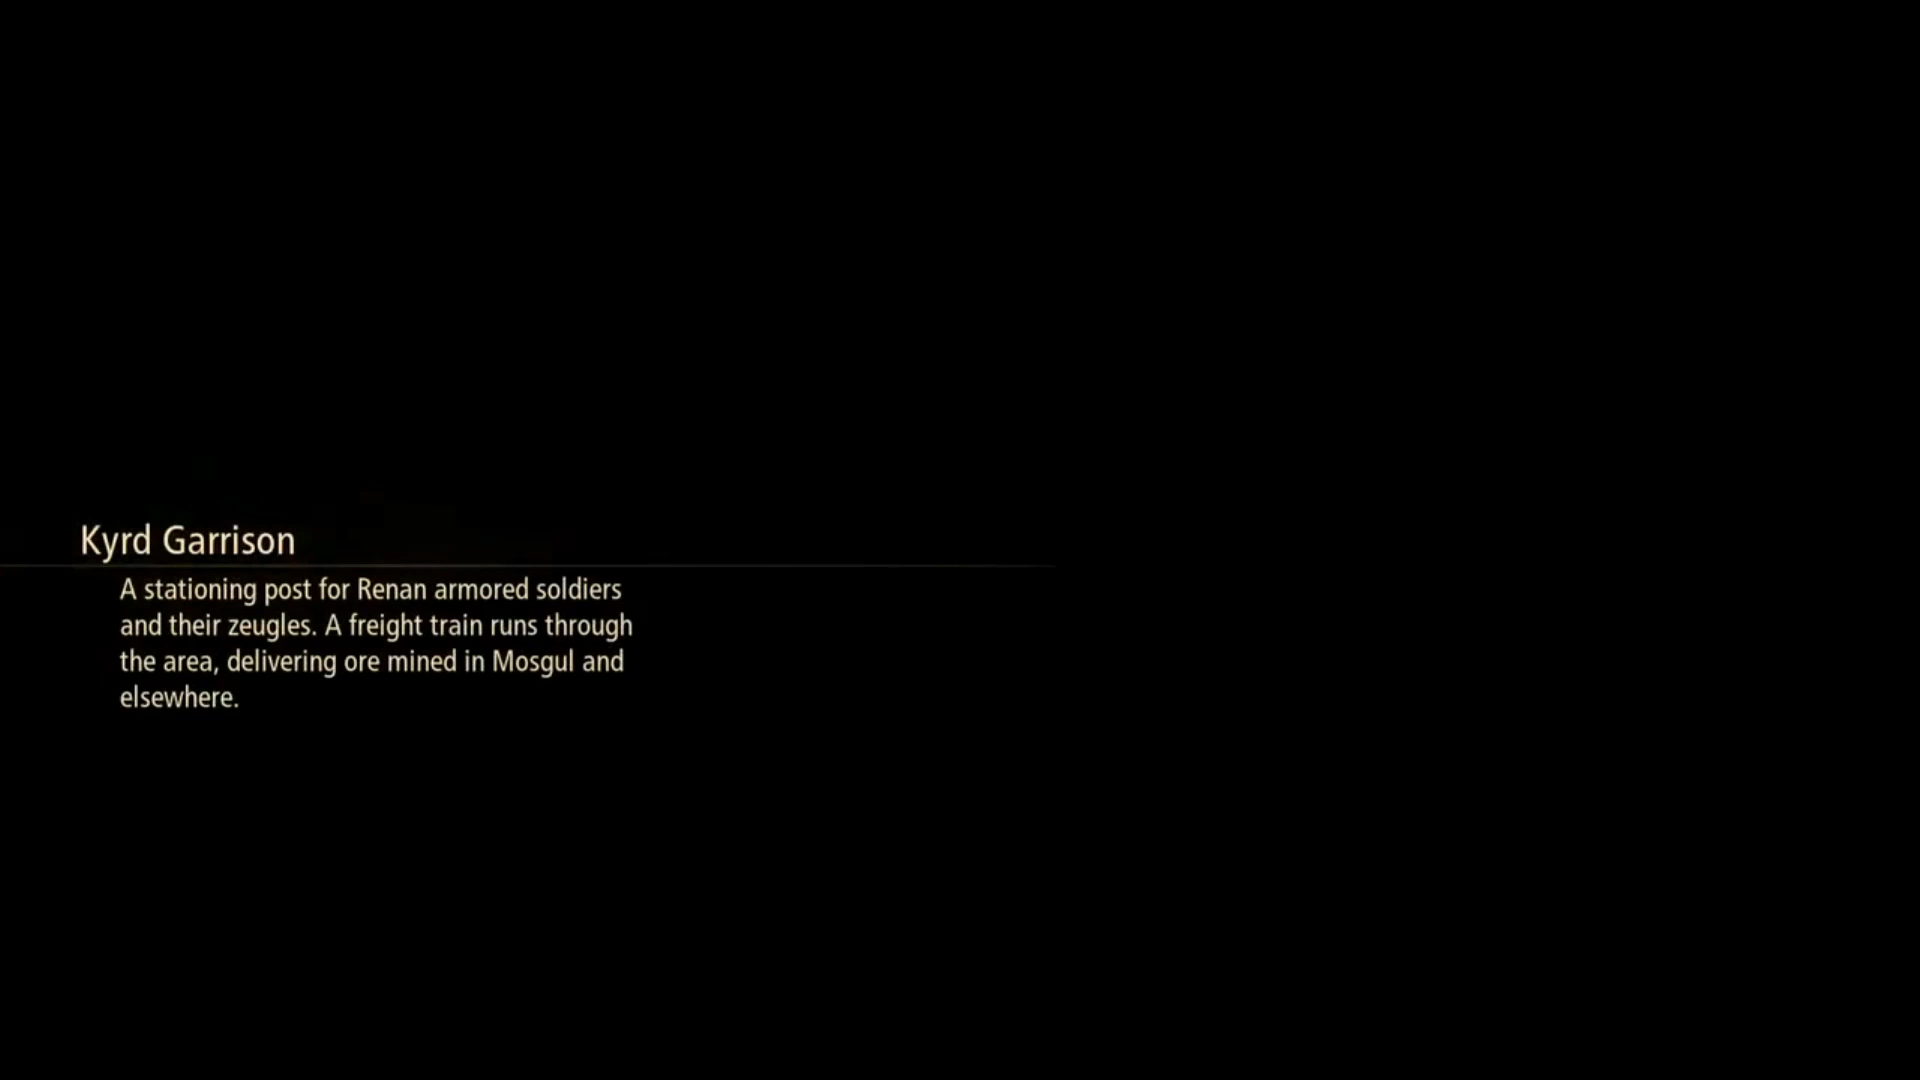 Kyrd Garrison
A stationing post for Renan armored soldiers
and their zeugles. A freight train runs through
the area, delivering ore mined in Mosgul and
elsewhere.